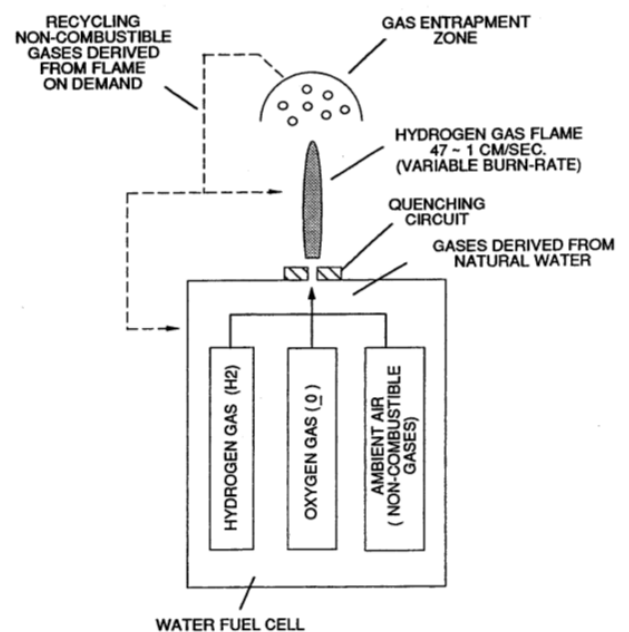 RECYCLING
NON-COMBUSTIBLE
GASES DERIVED
FROM FLAME
ON DEMAND
GAS ENTRAPMENT
ZONE
HYDROGEN GAS FLAME
47 ~ 1 CM/SEC.
(VARIABLE BURN-RATE)
QUENCHING
CIRCUIT
GASES DERIVED FROM
NATURAL WATER
HYDROGEN GAS (H2)
OXYGEN GAS (O)
AMBIENT AIR
( NON-COMBUSTIBLE
GASES)
WATER FUEL CELL